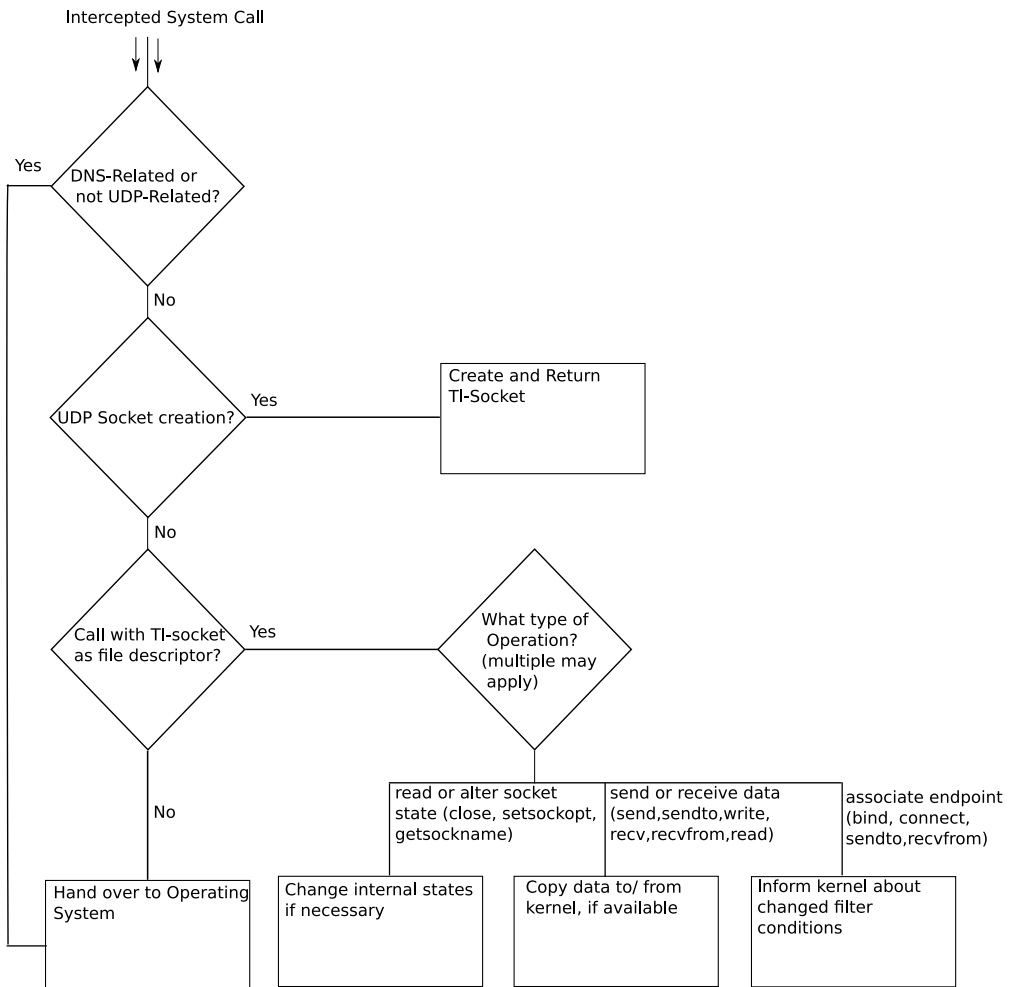 Intercepted System Call
Yes
DNS-Related or
not UDP-Related?
No
UDP Socket creation?
Yes
Create and Return
TI-Socket
No
Call with TI-socket
as file descriptor?
Yes
What type of
Operation?
(multiple may
apply)
No
read or alter socket
state (close, setsockopt,
getsockname)
send or receive data
(send,sendto,write,
recv,recvfrom,read)
associate endpoint
(bind, connect,
sendto,recvfrom)
Hand over to Operating
System
Change internal states
if necessary
Copy data to/ from
kernel, if available
Inform kernel about
changed filter
conditions